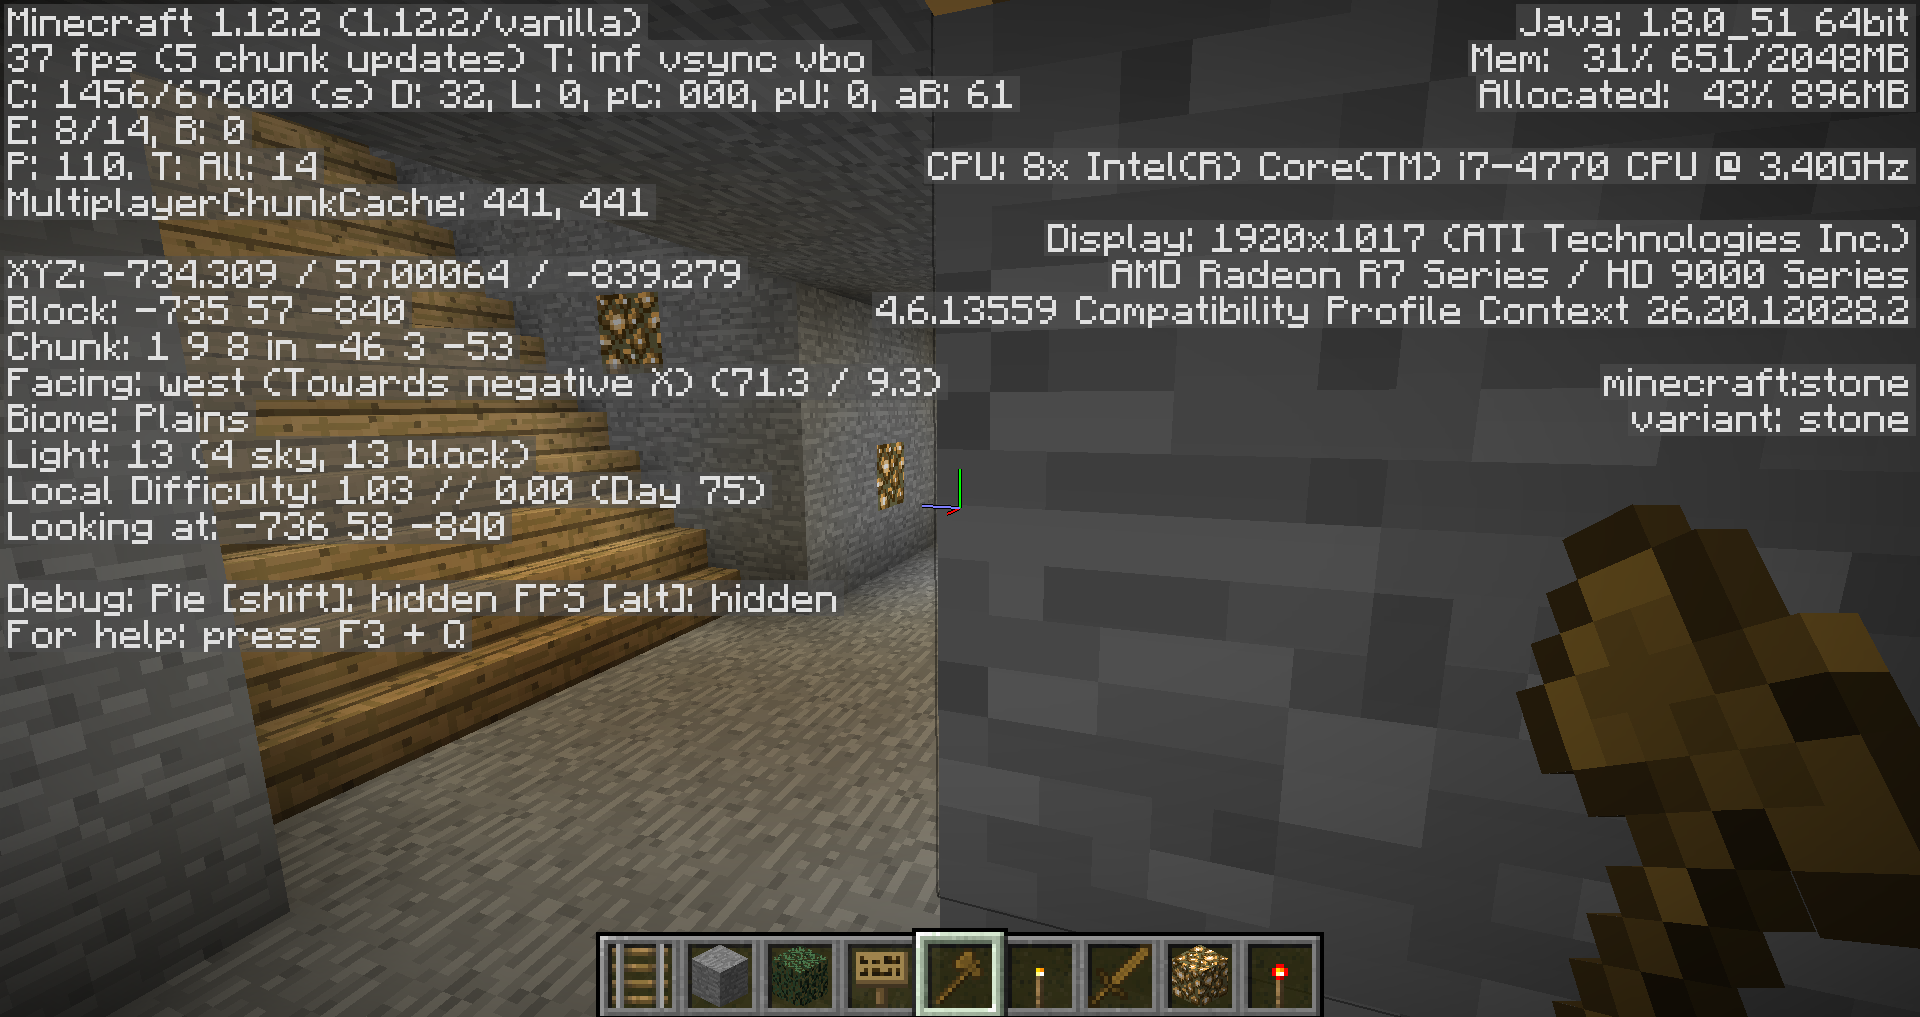 Minecraft 1.12.2 (1.12.2/vanilla)
37 fps (5 chunk updates) T: inf vsync vbo
C: 1456/67600 (s) D: 32, L: 0, pC: 000, pU: 0, aB: 61
E: 8/14, B: 0
P: 110. T: All: 14
MultiplayerChunkCache: 441, 441
XYZ: -734.309 / 57.00064 / -839.279
Block: -735 57 -840
Chunk: 1 9 8 in -46 3 -53
Facing: west (Towards negative X) (71.3 / 9.3)
Biome: Plains
Light: 13 (4 sky, 13 block)
Local Difficulty: 1.03 // 0.00 (Day 75)
Looking at: -736 58 -840
Debug: Pie [shift]: hidden FPS [alt]: hidden
For help: press F3 + Q
Java: 1.8.0_51 64bit
Mem: 31% 651/2048MB
Allocated: 43% 896MB
CPU: 8x Intel(R) Core(TM) i7-4770 CPU @ 3.40GHz
Display: 1920x1017 (ATI Technologies Inc.)
AMD Radeon R7 Series / HD 9000 Series
4.6.13559 Compatibility Profile Context 26.20.12028.2
minecraft:stone
variant: stone